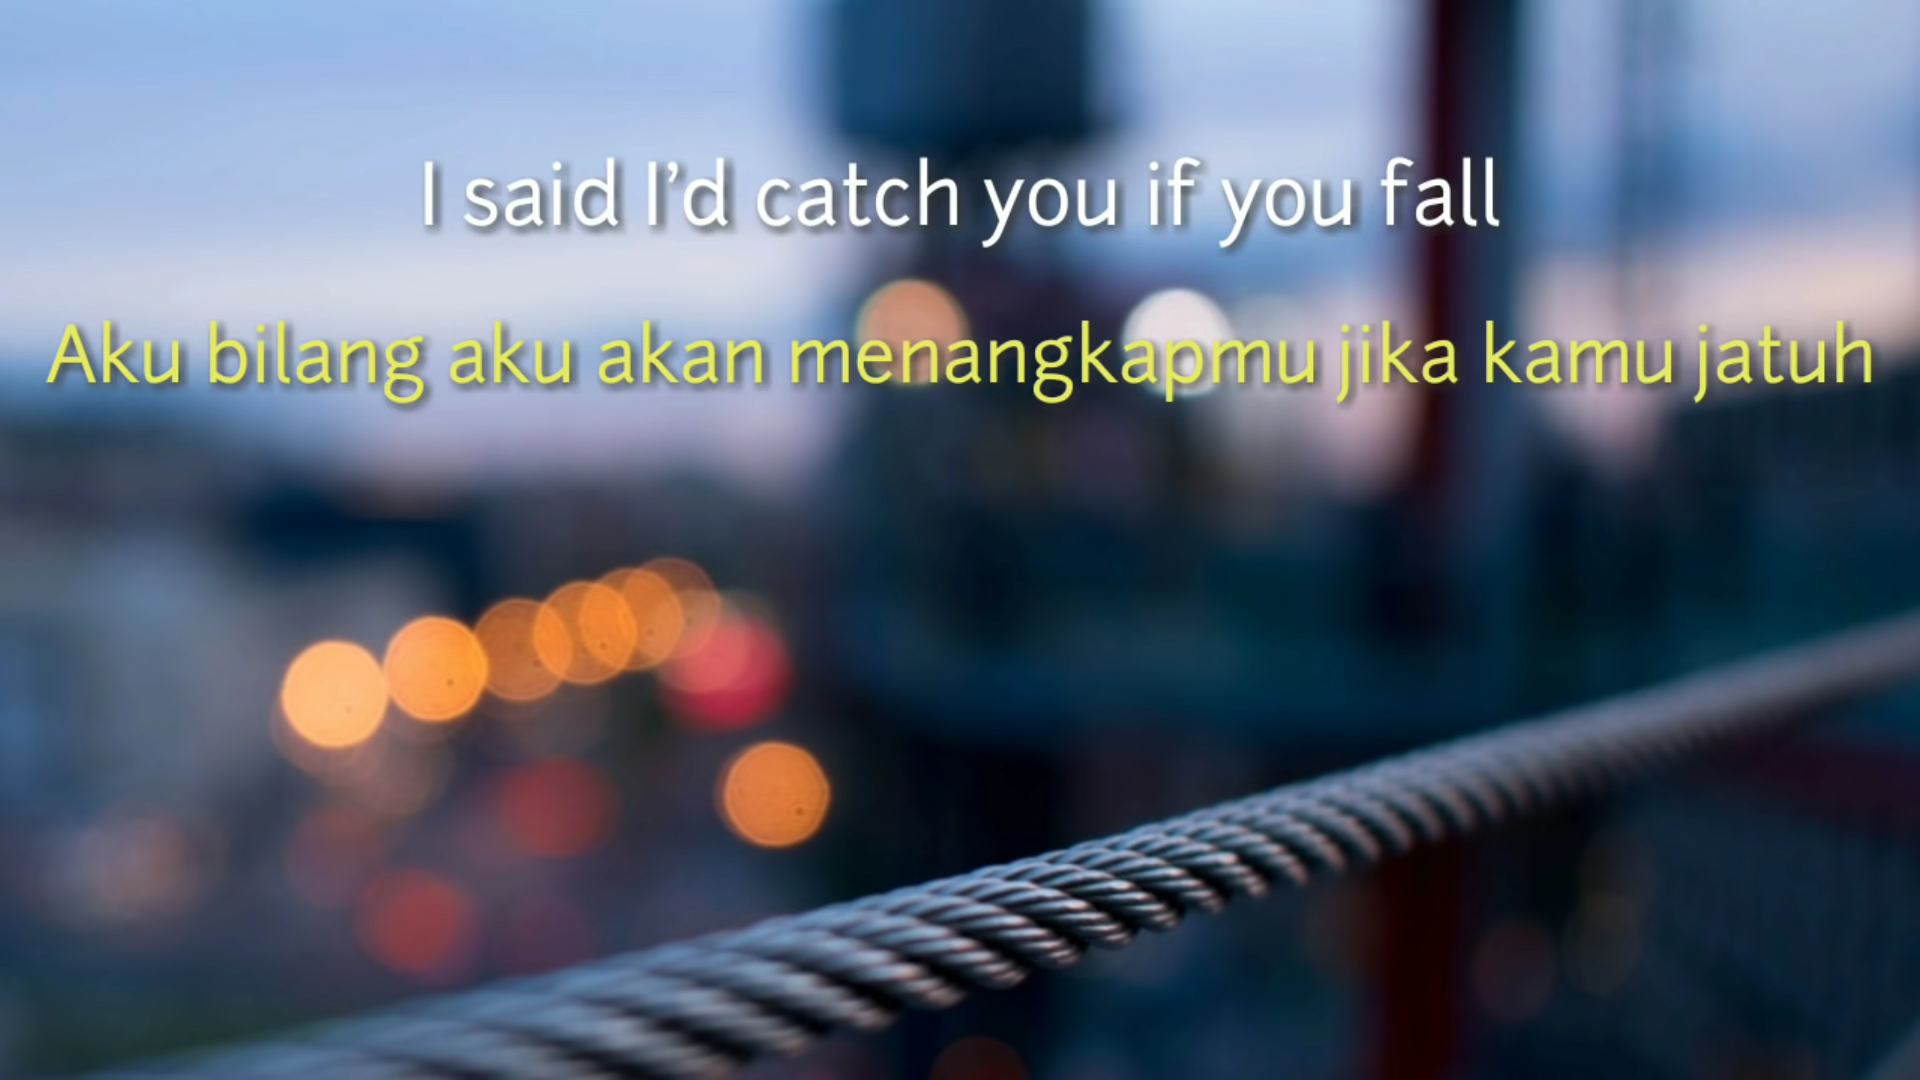 I said I’d catch you if you fall
Aku bilang aku akan menangkapmu jika kamu jatuh